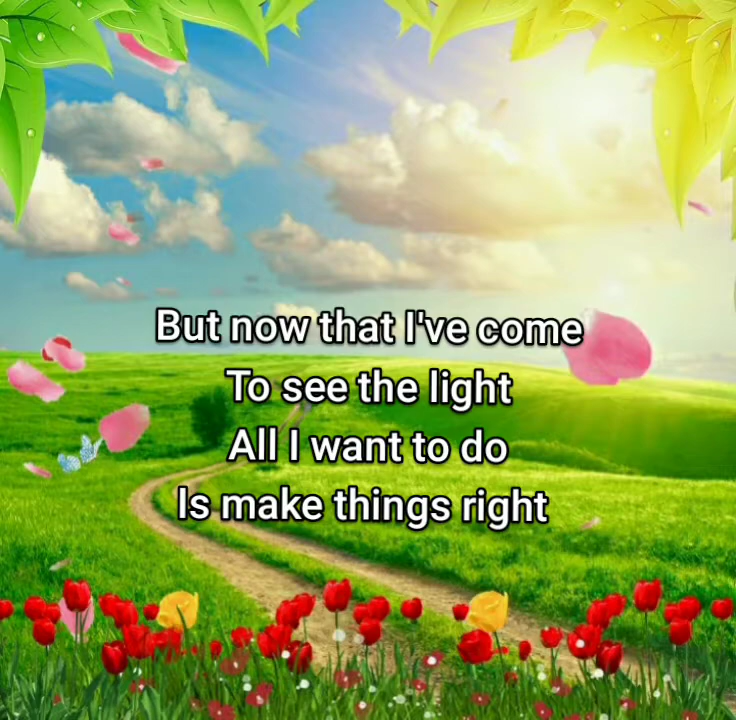 But now that I've come
To see the light
All I want to do
Is make things right